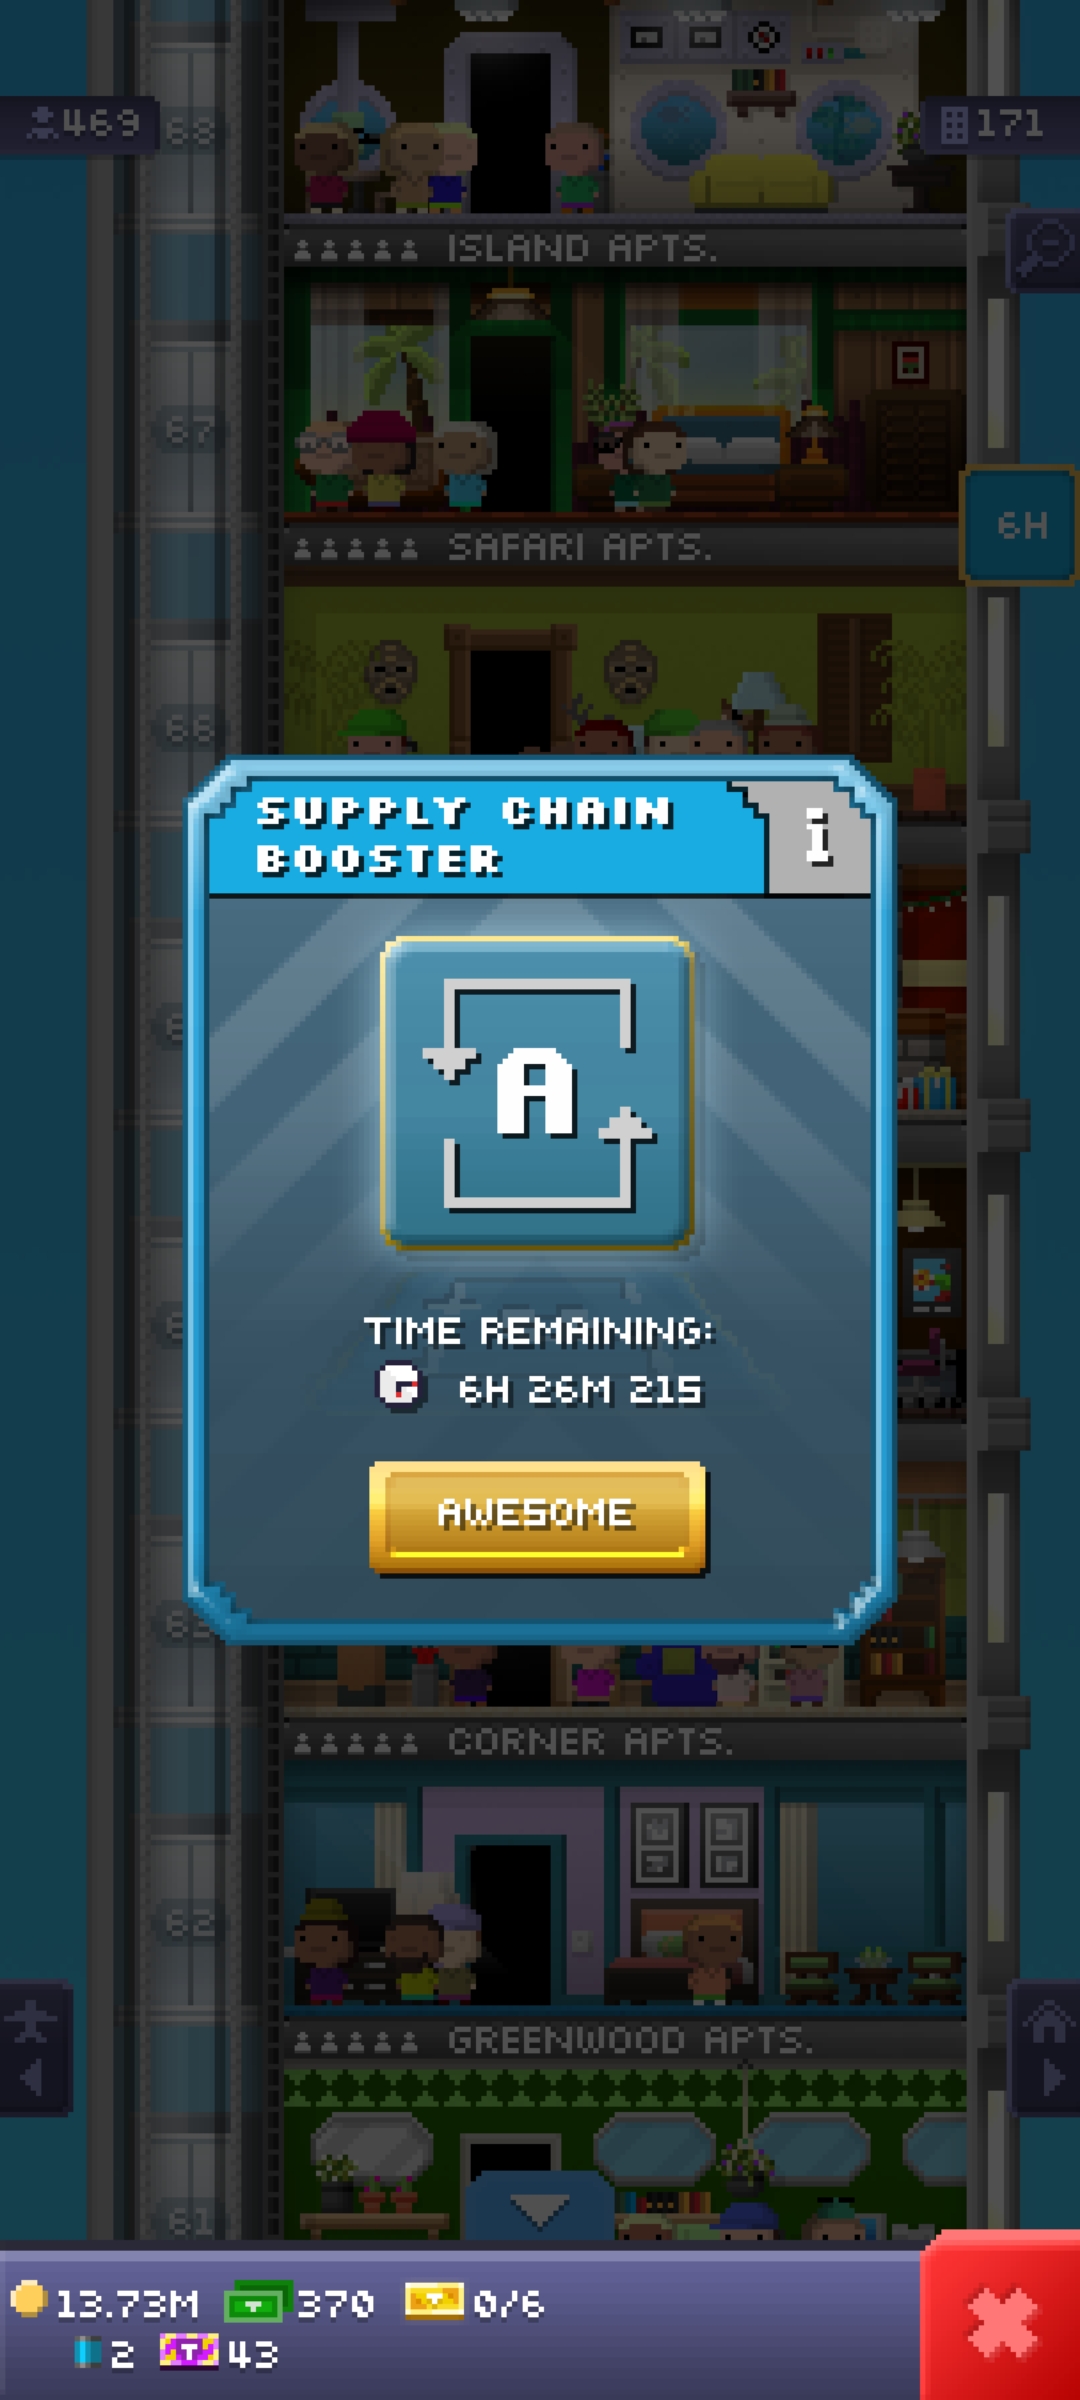 469
68
171
ISLAND APTS.
67
SAFARI APTS.
6H
66
SUPPLY CHAIN
BOOSTER
i
A
TIME REMAINING:
6H 26M 21S
AWESOME
CORNER APTS.
62
GREENWOOD APTS.
61
13.73M
370
0/6
2
T
43